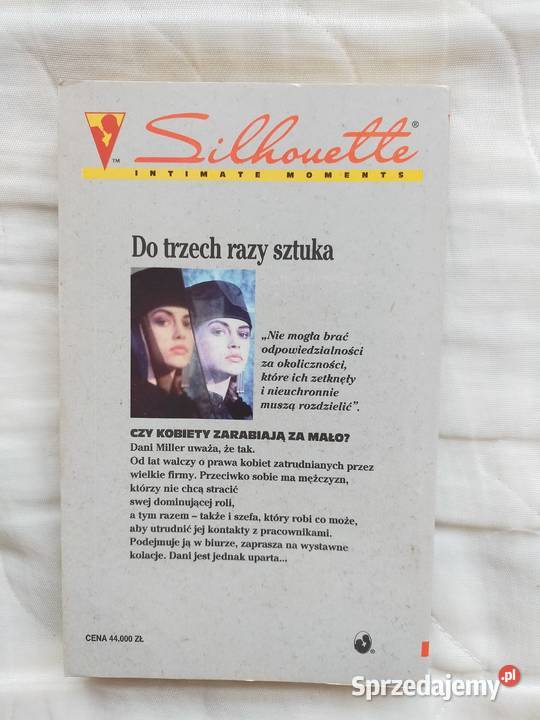 Silhouette®
™ INTIMATE MOMENTS
Do trzech razy sztuka
„Nie mogła brać
odpowiedzialności
za okoliczności,
które ich zetknęły
i nieuchronnie
muszą rozdzielić”.
CZY KOBIETY ZARABIAJĄ ZA MAŁO?
Dani Miller uważa, że tak.
Od lat walczy o prawa kobiet zatrudnianych przez
wielkie firmy. Przeciwko sobie ma mężczyzn,
którzy nie chcą stracić
swej dominującej roli,
a tym razem – także i szefa, który robi co może,
aby utrudnić jej kontakty z pracownikami.
Podejmuje ją w biurze, zaprasza na wystawne
kolacje. Dani jest jednak uparta...
CENA 44.000 ZŁ
®
Sprzedajemy.pl